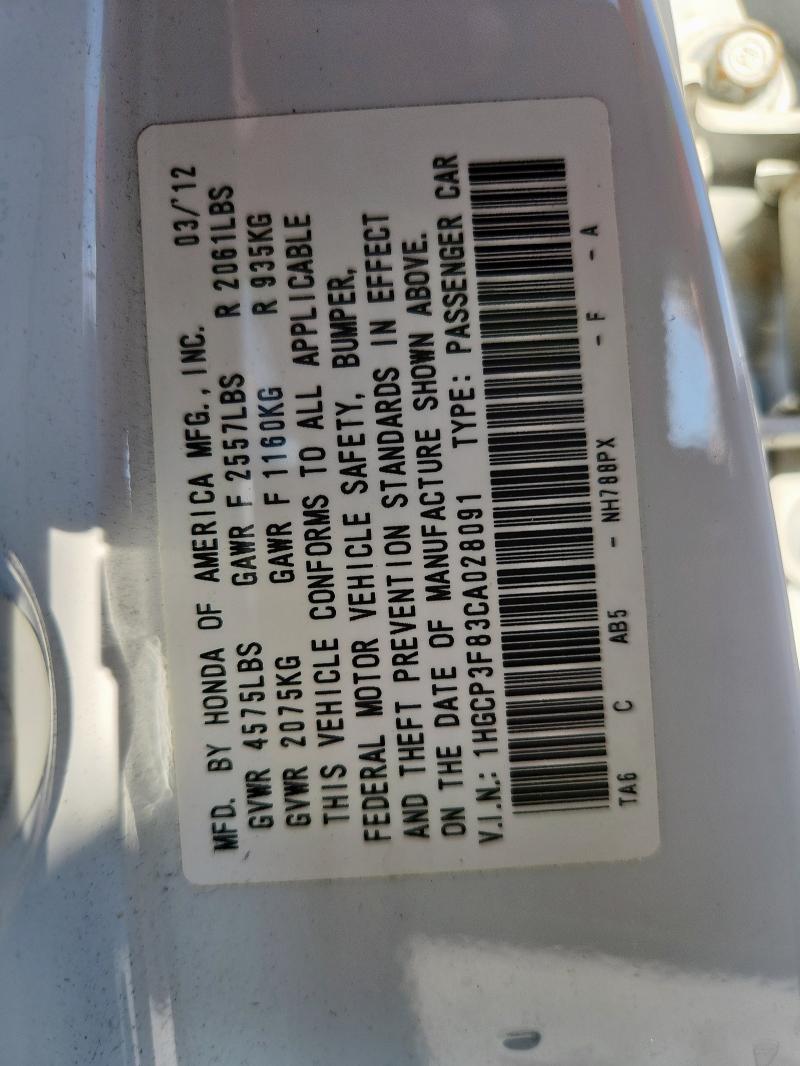 MFD. BY HONDA OF AMERICA MFG., INC. 03/'12
GVWR 4575LBS GAWR F 2557LBS R 2061LBS
GVWR 2075KG GAWR F 1160KG R 935KG
THIS VEHICLE CONFORMS TO ALL APPLICABLE
FEDERAL MOTOR VEHICLE SAFETY, BUMPER,
AND THEFT PREVENTION STANDARDS IN EFFECT
ON THE DATE OF MANUFACTURE SHOWN ABOVE.
V.I.N.: 1HGCP3F83CA028091 TYPE: PASSENGER CAR
TA6 C AB5 - NH788PX - F - A